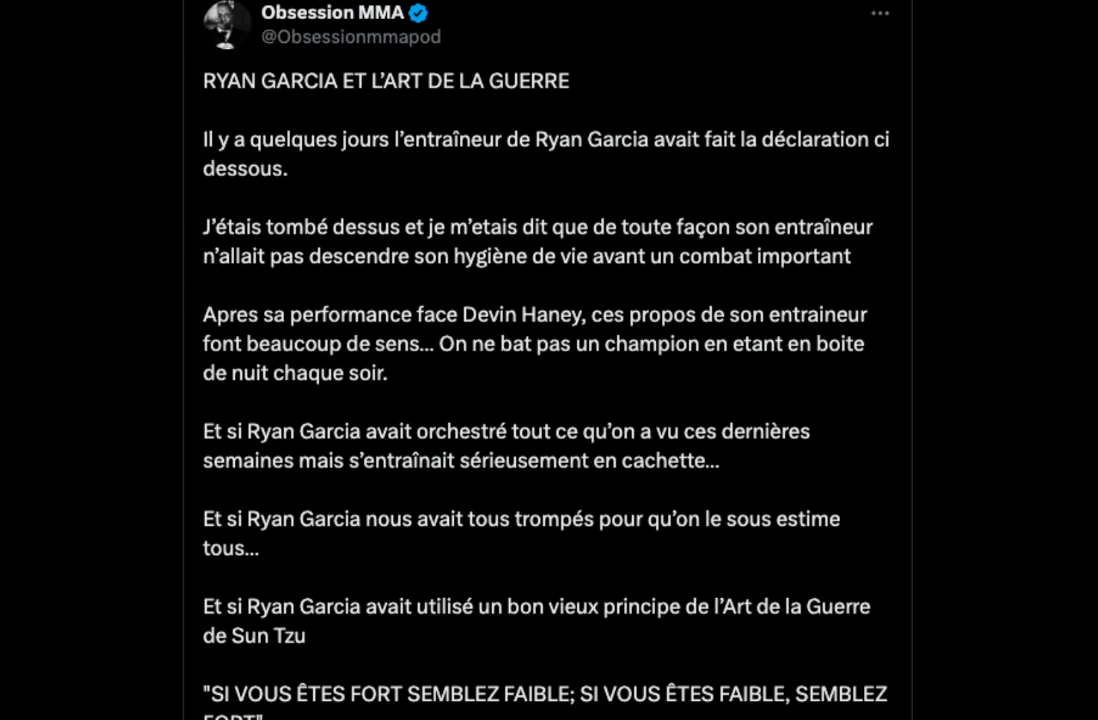 Obsession MMA
@Obsessionmmapod
RYAN GARCIA ET L’ART DE LA GUERRE
Il y a quelques jours l’entraîneur de Ryan Garcia avait fait la déclaration ci
dessous.
J’étais tombé dessus et je m’etais dit que de toute façon son entraîneur
n’allait pas descendre son hygiène de vie avant un combat important
Apres sa performance face Devin Haney, ces propos de son entraineur
font beaucoup de sens... On ne bat pas un champion en etant en boite
de nuit chaque soir.
Et si Ryan Garcia avait orchestré tout ce qu’on a vu ces dernières
semaines mais s’entraînait sérieusement en cachette...
Et si Ryan Garcia nous avait tous trompés pour qu’on le sous estime
tous...
Et si Ryan Garcia avait utilisé un bon vieux principe de l’Art de la Guerre
de Sun Tzu
"SI VOUS ÊTES FORT SEMBLEZ FAIBLE; SI VOUS ÊTES FAIBLE, SEMBLEZ
FORT"